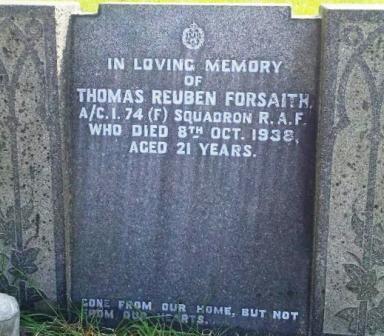 IN LOVING MEMORY
OF
THOMAS REUBEN FORSAITH,
A/C.1. 74 (F) SQUADRON R.A.F.
WHO DIED 8TH OCT. 1938,
AGED 21 YEARS.
GONE FROM OUR HOME, BUT NOT
FROM OUR HEARTS.